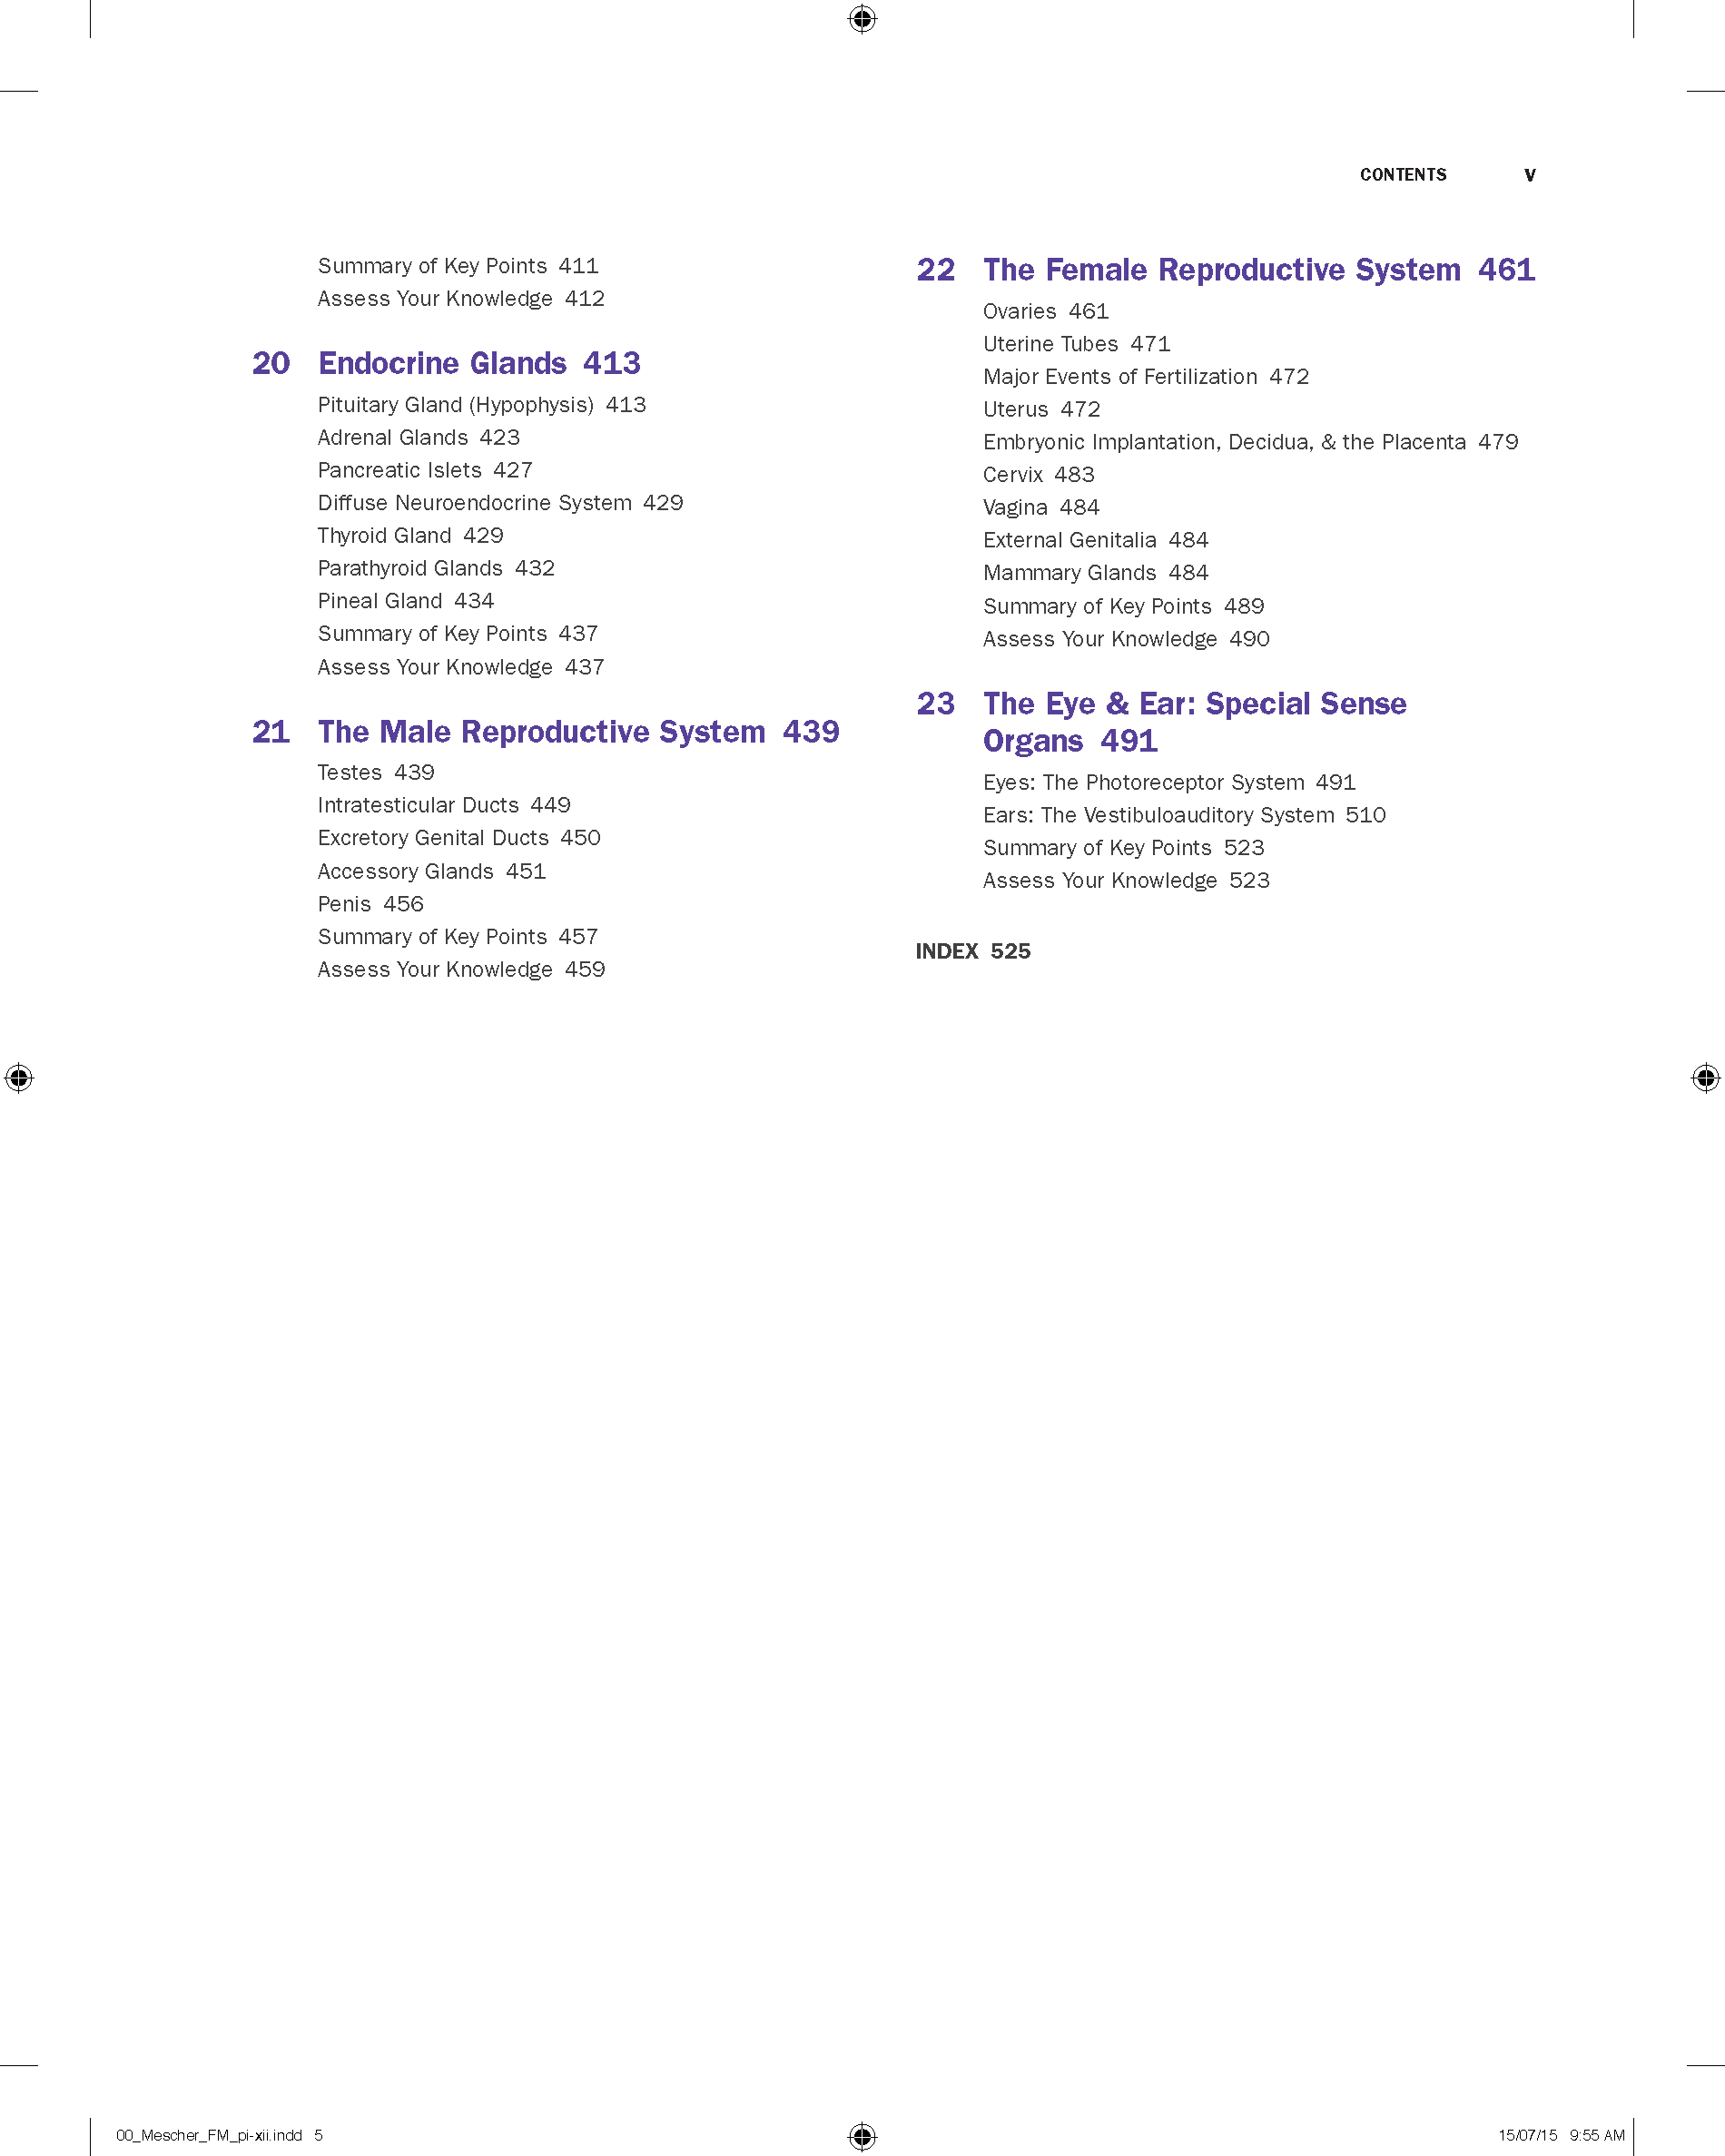 CONTENTS V
Summary of Key Points 411
Assess Your Knowledge 412
20 Endocrine Glands 413
Pituitary Gland (Hypophysis) 413
Adrenal Glands 423
Pancreatic Islets 427
Diffuse Neuroendocrine System 429
Thyroid Gland 429
Parathyroid Glands 432
Pineal Gland 434
Summary of Key Points 437
Assess Your Knowledge 437
21 The Male Reproductive System 439
Testes 439
Intratesticular Ducts 449
Excretory Genital Ducts 450
Accessory Glands 451
Penis 456
Summary of Key Points 457
Assess Your Knowledge 459
22 The Female Reproductive System 461
Ovaries 461
Uterine Tubes 471
Major Events of Fertilization 472
Uterus 472
Embryonic Implantation, Decidua, & the Placenta 479
Cervix 483
Vagina 484
External Genitalia 484
Mammary Glands 484
Summary of Key Points 489
Assess Your Knowledge 490
23 The Eye & Ear: Special Sense
Organs 491
Eyes: The Photoreceptor System 491
Ears: The Vestibuloauditory System 510
Summary of Key Points 523
Assess Your Knowledge 523
INDEX 525
00_Mescher_FM_pi-xii.indd 5
15/07/15 9:55 AM